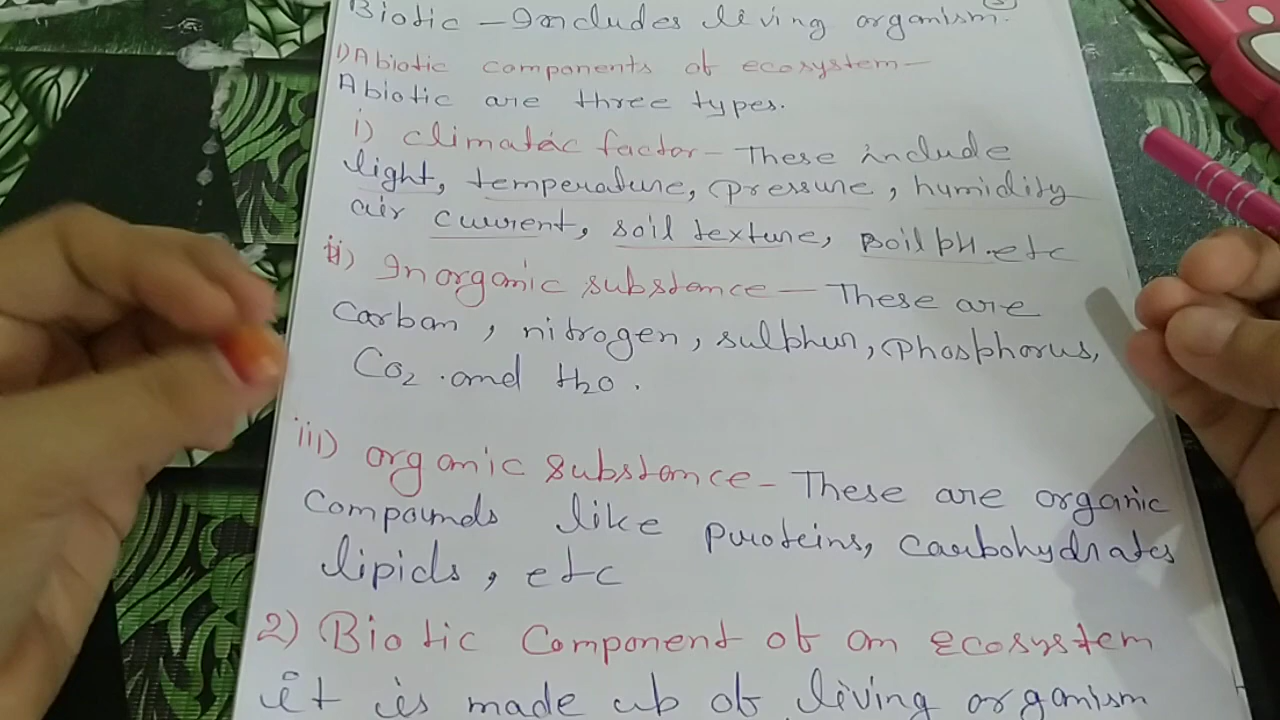 Biotic - Includes living organism.
1) Abiotic components of ecosystem -
Abiotic are three types.
i) climatic factor - These include
light, temperature, pressure, humidity
air current, soil texture, soil pH. etc
ii) Inorganic substance - These are
Carbon, nitrogen, sulphur, phosphorus,
Co2 . and H2O .
iii) organic substance - These are organic
Compounds like proteins, carbohydrates
lipids, etc
2) Biotic Component of an ecosystem
it is made up of living organism